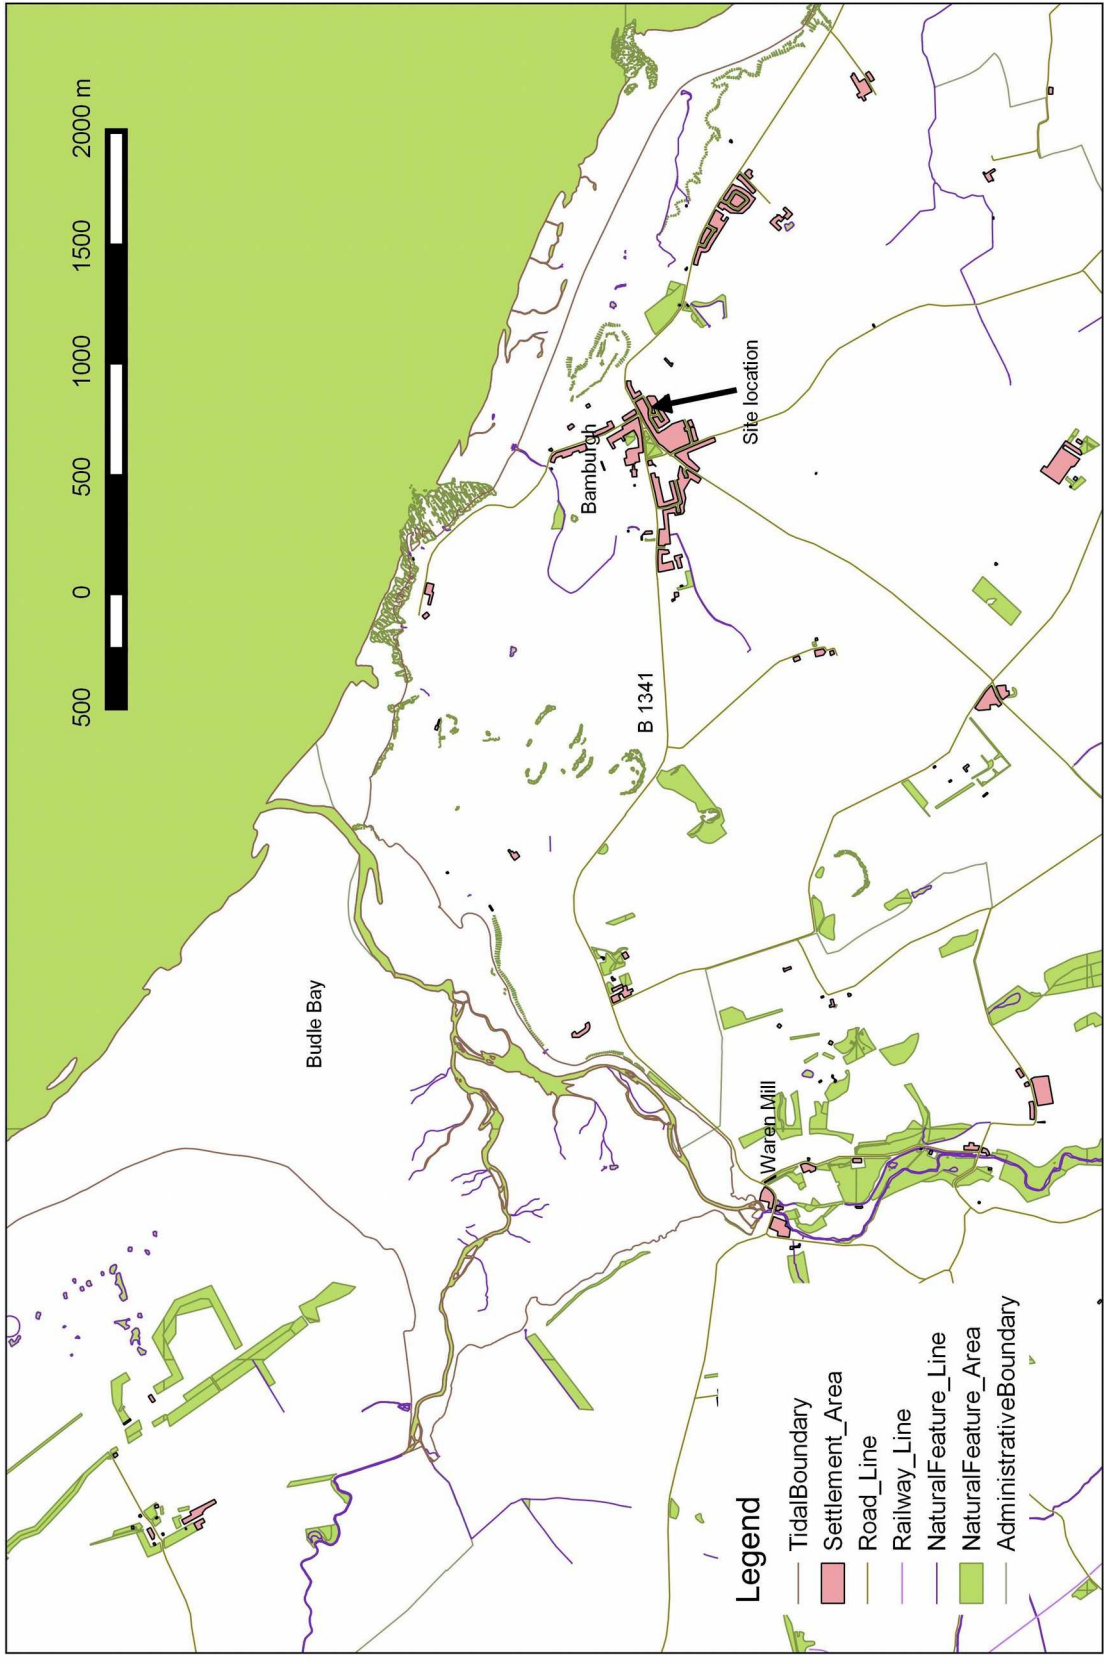 500 0 500 1000 1500 2000 m
Budle Bay
Bamburgh
B 1341
Site location
Waren Mill
Legend
TidalBoundary
Settlement_Area
Road_Line
Railway_Line
NaturalFeature_Line
NaturalFeature_Area
AdministrativeBoundary